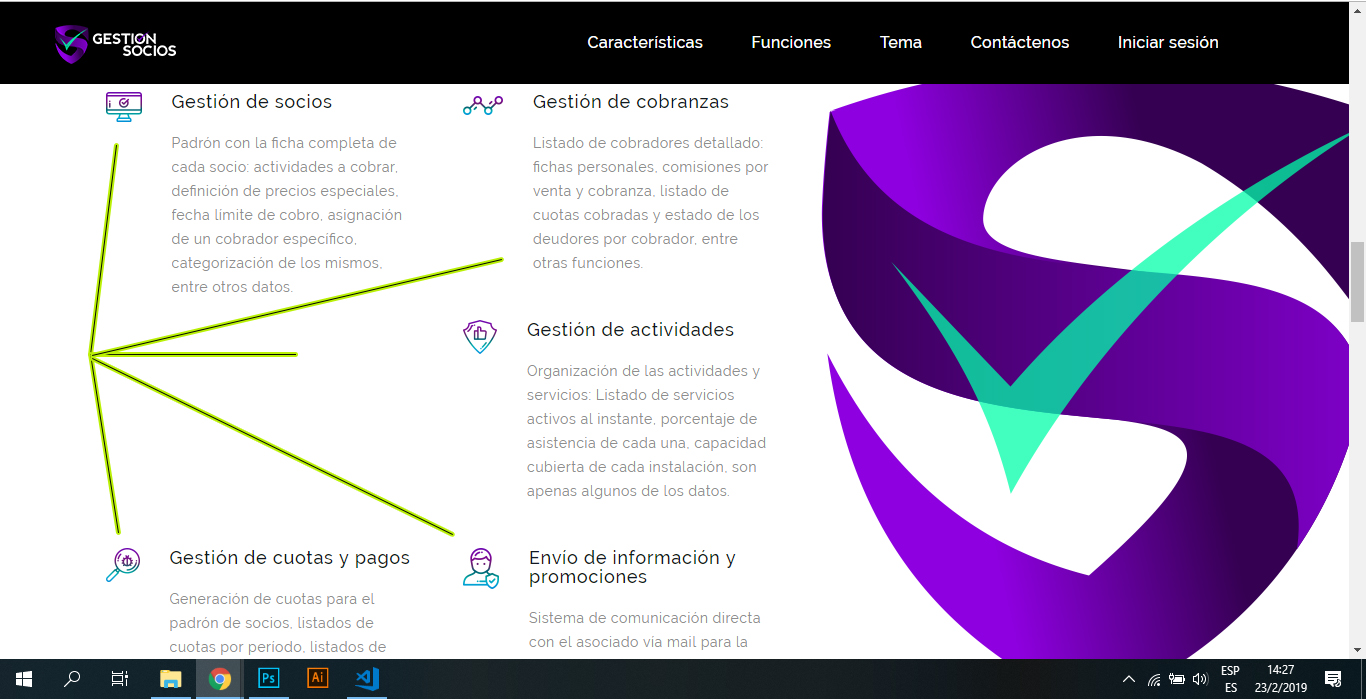 GESTION
SOCIOS
Características
Funciones
Tema
Contáctenos
Iniciar sesión
Gestión de socios
Padrón con la ficha completa de
cada socio: actividades a cobrar,
definición de precios especiales,
fecha límite de cobro, asignación
de un cobrador específico,
categorización de los mismos,
entre otros datos.
Gestión de cobranzas
Listado de cobradores detallado:
fichas personales, comisiones por
venta y cobranza, listado de
cuotas cobradas y estado de los
deudores por cobrador, entre
otras funciones.
Gestión de actividades
Organización de las actividades y
servicios: Listado de servicios
activos al instante, porcentaje de
asistencia de cada una, capacidad
cubierta de cada instalación, son
apenas algunos de los datos.
Gestión de cuotas y pagos
Generación de cuotas para el
padrón de socios, listados de
cuotas por período, listados de
Envío de información y
promociones
Sistema de comunicación directa
con el asociado vía mail para la
Ps
Ai
ESP
ES
14:27
23/2/2019